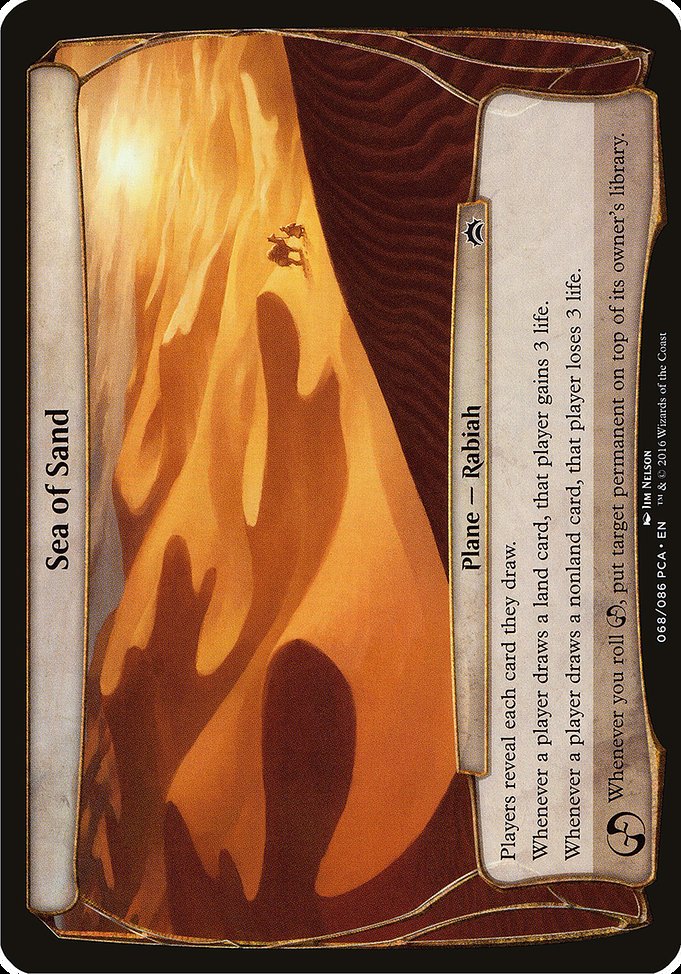 Sea of Sand
Plane — Rabiah
Players reveal each card they draw.
Whenever a player draws a land card, that player gains 3 life.
Whenever a player draws a nonland card, that player loses 3 life.
Whenever you roll , put target permanent on top of its owner's library.
068/086 PCA • EN JIM NELSON
™ & © 2016 Wizards of the Coast